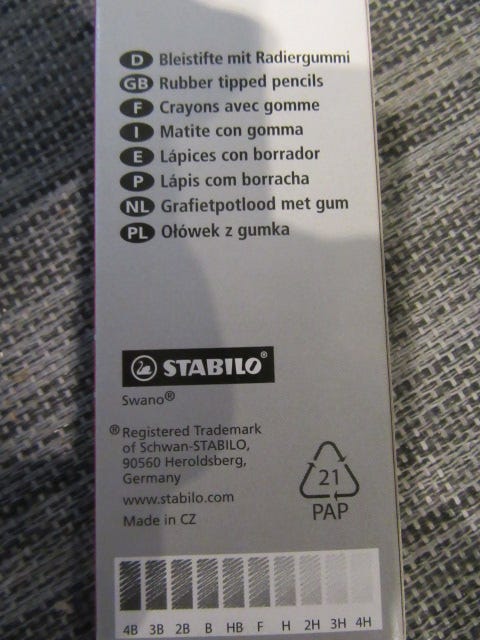 D Bleistifte mit Radiergummi
GB Rubber tipped pencils
F Crayons avec gomme
I Matite con gomma
E Lápices con borrador
P Lápis com borracha
NL Grafietpotlood met gum
PL Ołówek z gumka
STABILO®
Swano®
® Registered Trademark
of Schwan-STABILO,
90560 Heroldsberg,
Germany
www.stabilo.com
Made in CZ
21
PAP
4B 3B 2B B HB F H 2H 3H 4H